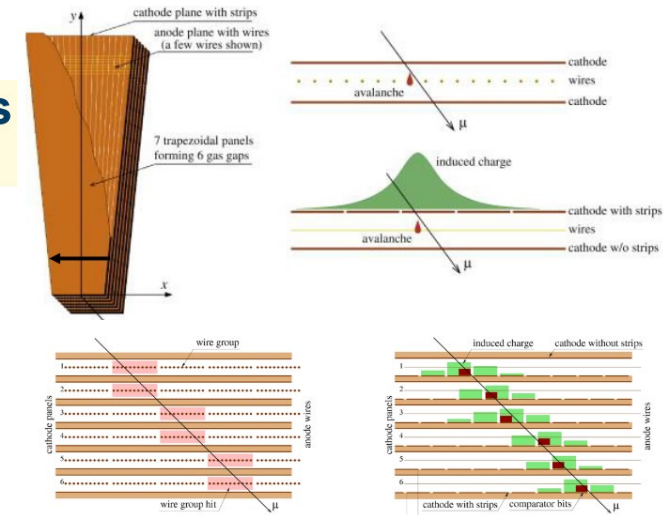 cathode plane with strips
anode plane with wires
(a few wires shown)
y
7 trapezoidal panels
forming 6 gas gaps
x
s
cathode
wires
cathode
avalanche
μ
induced charge
cathode with strips
wires
cathode w/o strips
avalanche
μ
wire group
cathode panels
1
2
3
4
5
6
anode wires
wire group hit
μ
induced charge
cathode without strips
cathode panels
1
2
3
4
5
6
anode wires
cathode with strips
comparator bits
μ